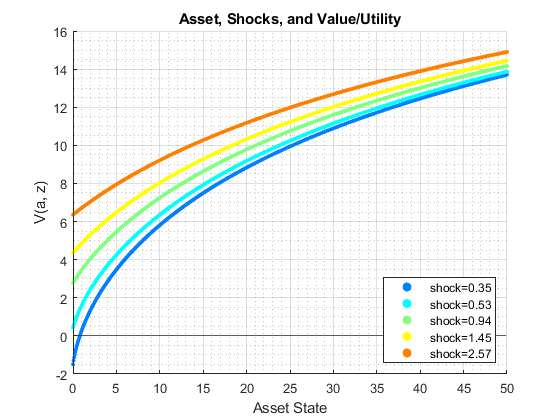 Asset, Shocks, and Value/Utility
16
14
12
10
8
6
4
2
0
-2
V(a, z)
0 5 10 15 20 25 30 35 40 45 50
Asset State
shock=0.35
shock=0.53
shock=0.94
shock=1.45
shock=2.57